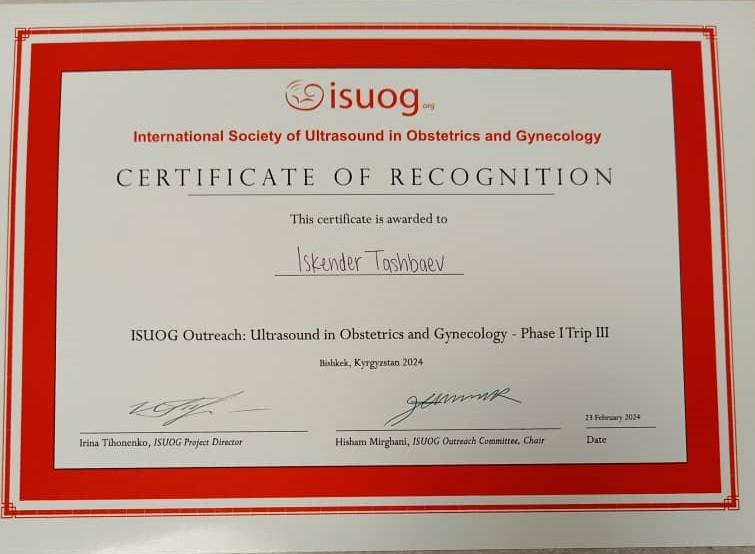 isuog.org
International Society of Ultrasound in Obstetrics and Gynecology
CERTIFICATE OF RECOGNITION
This certificate is awarded to
Iskender Tashbaev
ISUOG Outreach: Ultrasound in Obstetrics and Gynecology - Phase I Trip III
Bishkek, Kyrgyzstan 2024
23 February 2024
Irina Tihonenko, ISUOG Project Director
Hisham Mirghani, ISUOG Outreach Committee, Chair
Date